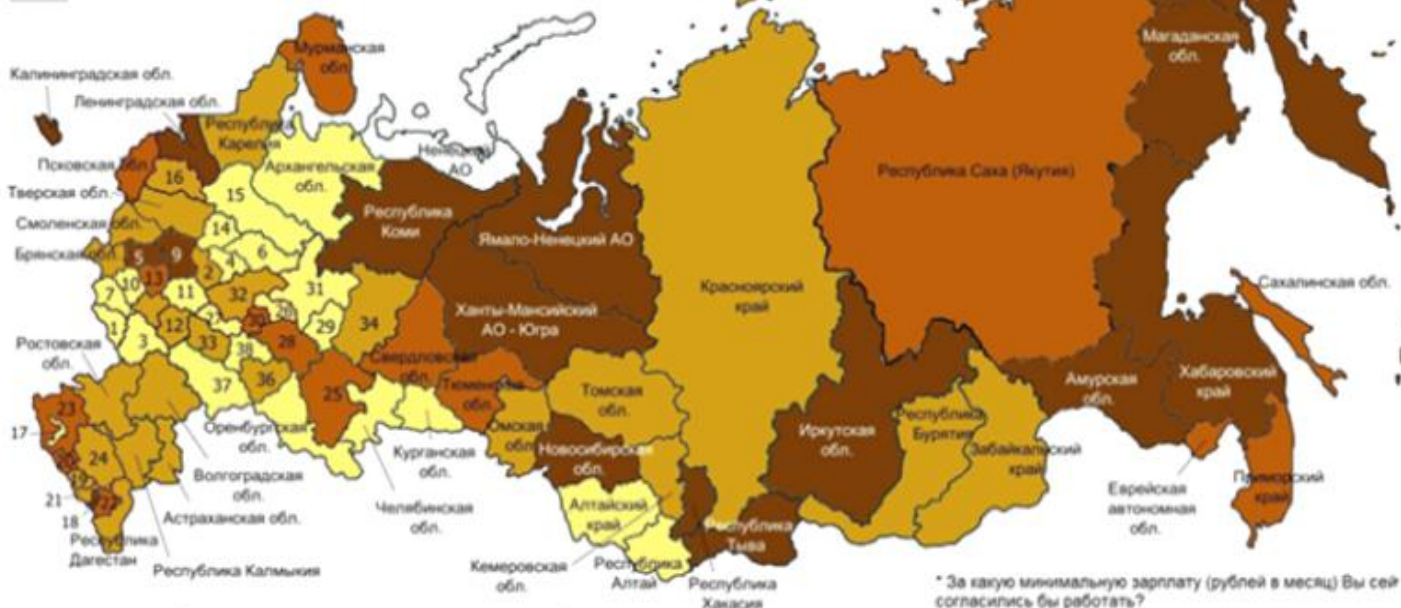 Мурманская
обл.
Магаданская
обл.
Калининградская обл.
Ленинградская обл.
Республика
Карелия
Псковская обл.
Архангельская
обл.
Ненецкий
АО
Республика Саха (Якутия)
Тверская обл.
16
15
Смоленская обл.
14
Республика
Коми
Ямало-Ненецкий АО
Брянская обл.
5
9
4
6
2
13
7
10
11
32
31
Красноярский
край
Сахалинская обл.
Ханты-Мансийский
АО - Югра
1
12
3
33
28
29
34
38
Ростовская
обл.
37
36
25
Свердловская
обл.
Тюменская
обл.
Томская
обл.
Амурская
обл.
Хабаровский
край
23
17
Оренбургская
обл.
Омская
обл.
Новосибирская
обл.
Иркутская
обл.
Республика
Бурятия
Забайкальский
край
24
Курганская
обл.
Волгоградская
обл.
21
18
22
Астраханская обл.
Челябинская
обл.
Алтайский
край
Еврейская
автономная
обл.
Приморский
край
Республика
Дагестан
Республика Калмыкия
Кемеровская
обл.
Республика
Алтай
Республика
Тыва
Республика
Хакасия
* За какую минимальную зарплату (рублей в месяц) Вы сей
согласились бы работать?